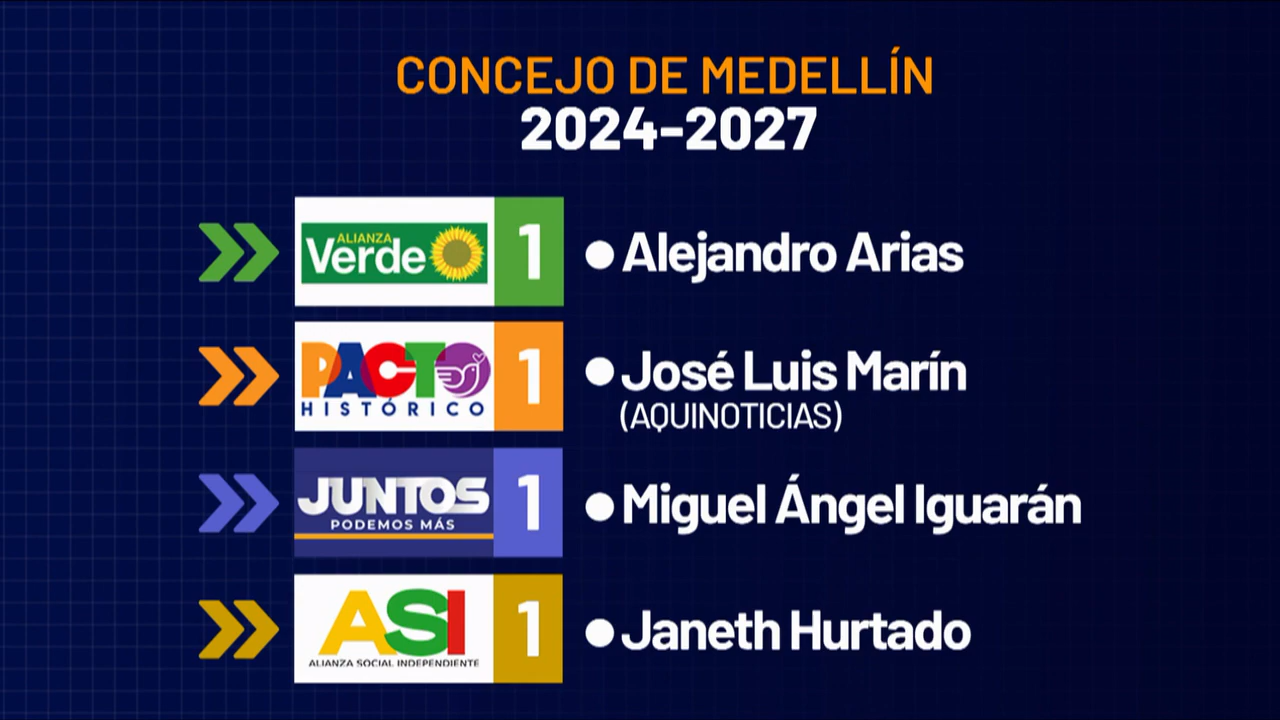 CONCEJO DE MEDELLÍN
2024-2027
ALIANZA
Verde
1
Alejandro Arias
PACTO
HISTÓRICO
1
José Luis Marín
(AQUINOTICIAS)
JUNTOS
PODEMOS MÁS
1
Miguel Ángel Iguarán
ASI
ALIANZA SOCIAL INDEPENDIENTE
1
Janeth Hurtado